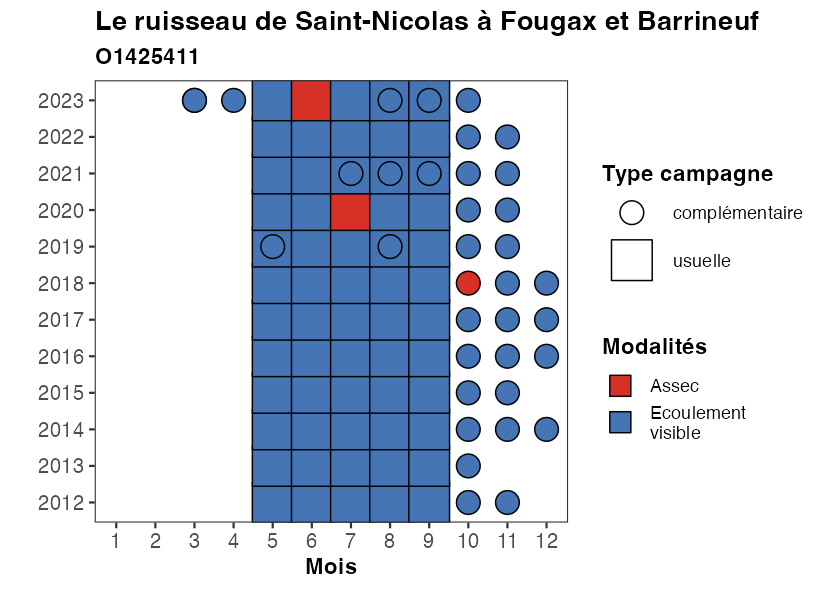 Le ruisseau de Saint-Nicolas à Fougax et Barrineuf
O1425411
2023
2022
2021
2020
2019
2018
2017
2016
2015
2014
2013
2012
1 2 3 4 5 6 7 8 9 10 11 12
Mois
Type campagne
complémentaire
usuelle
Modalités
Assec
Ecoulement
visible